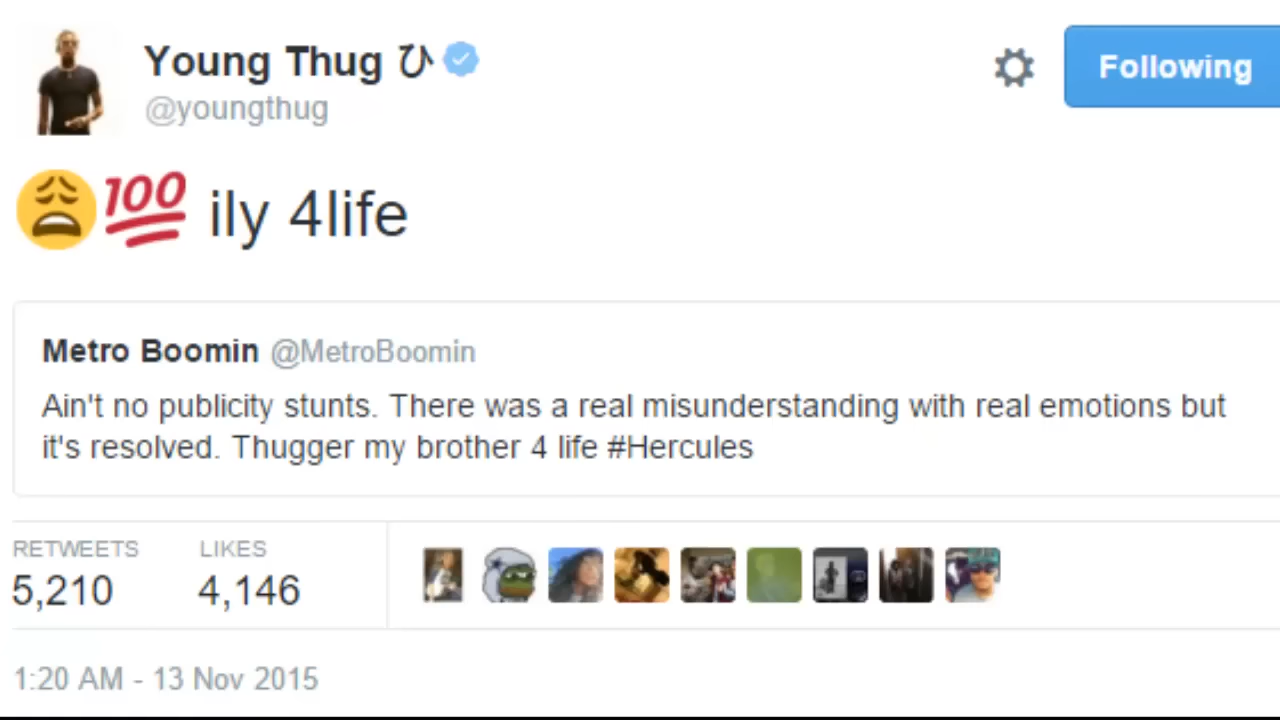 Young Thug ひ
@youngthug
Following
😩💯 ily 4life
Metro Boomin @MetroBoomin
Ain't no publicity stunts. There was a real misunderstanding with real emotions but
it's resolved. Thugger my brother 4 life #Hercules
RETWEETS LIKES
5,210 4,146
1:20 AM - 13 Nov 2015